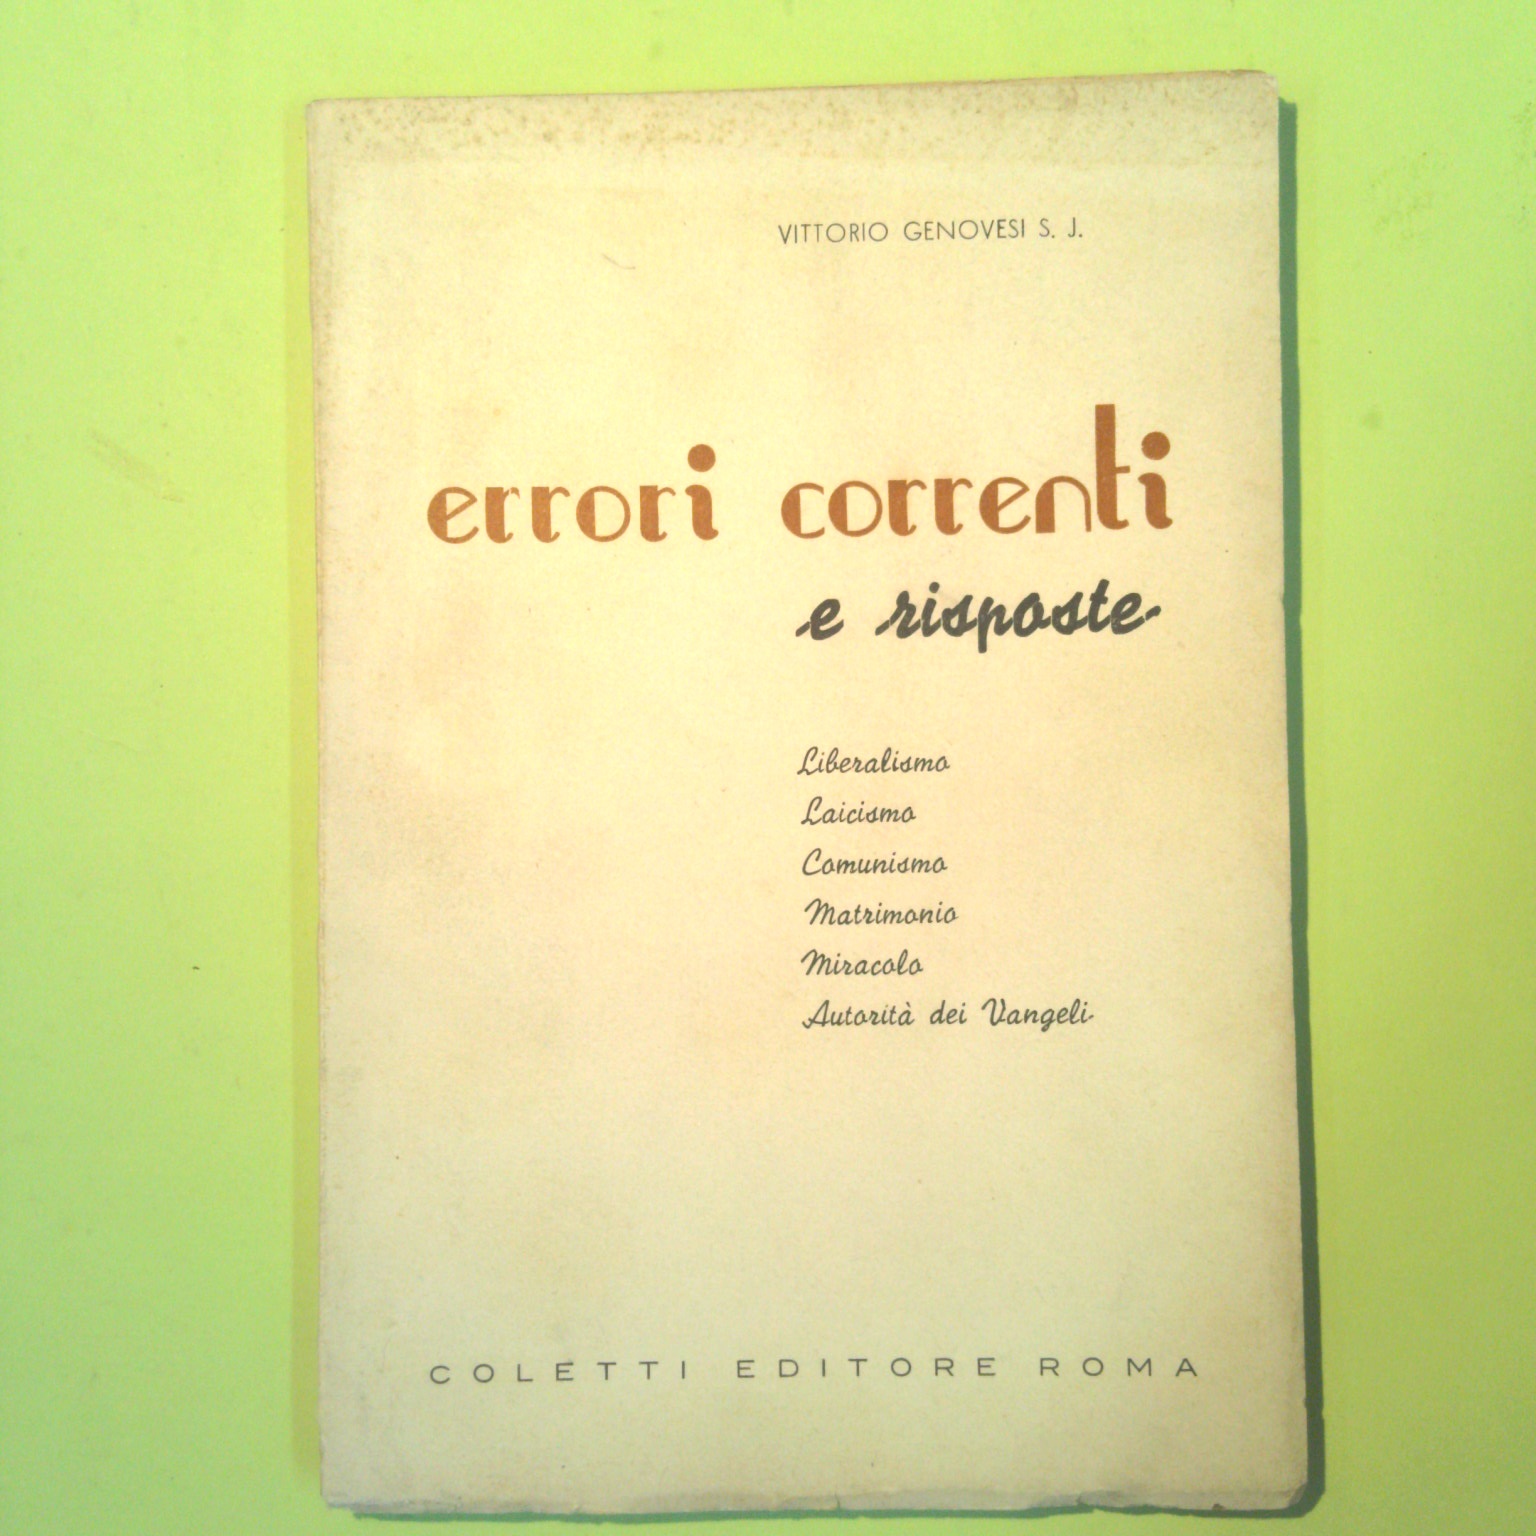 VITTORIO GENOVESI S. J.
errori correnti
e risposte
Liberalismo
Laicismo
Comunismo
Matrimonio
Miracolo
Autorità dei Vangeli
COLETTI EDITORE ROMA